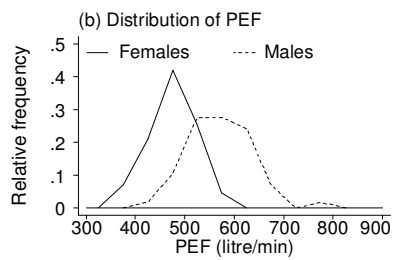 (b) Distribution of PEF
.5
Females
Males
.4
.3
.2
.1
0
Relative frequency
300 400 500 600 700 800 900
PEF (litre/min)